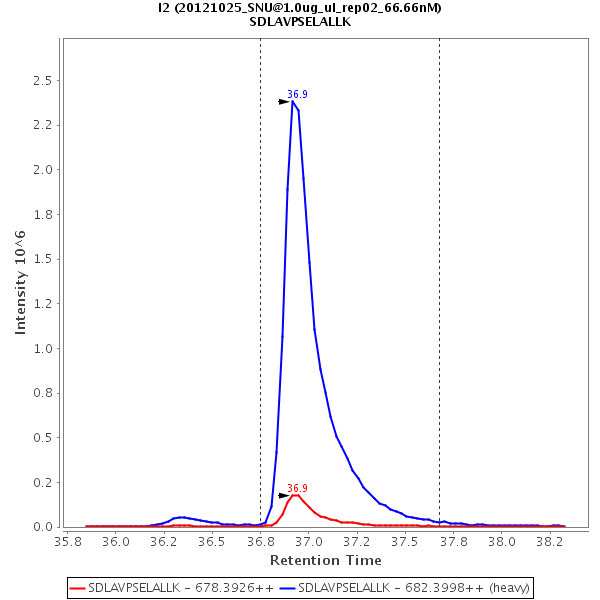 I2 (20121025_SNU@1.0ug_ul_rep02_66.66nM)
SDLAVPSELALLK
Intensity 10^6
2.5
2.2
2.0
1.8
1.5
1.2
1.0
0.8
0.5
0.2
0.0
36.9
36.9
35.8 36.0 36.2 36.5 36.8 37.0 37.2 37.5 37.8 38.0 38.2
Retention Time
SDLAVPSELALLK - 678.3926++ SDLAVPSELALLK - 682.3998++ (heavy)